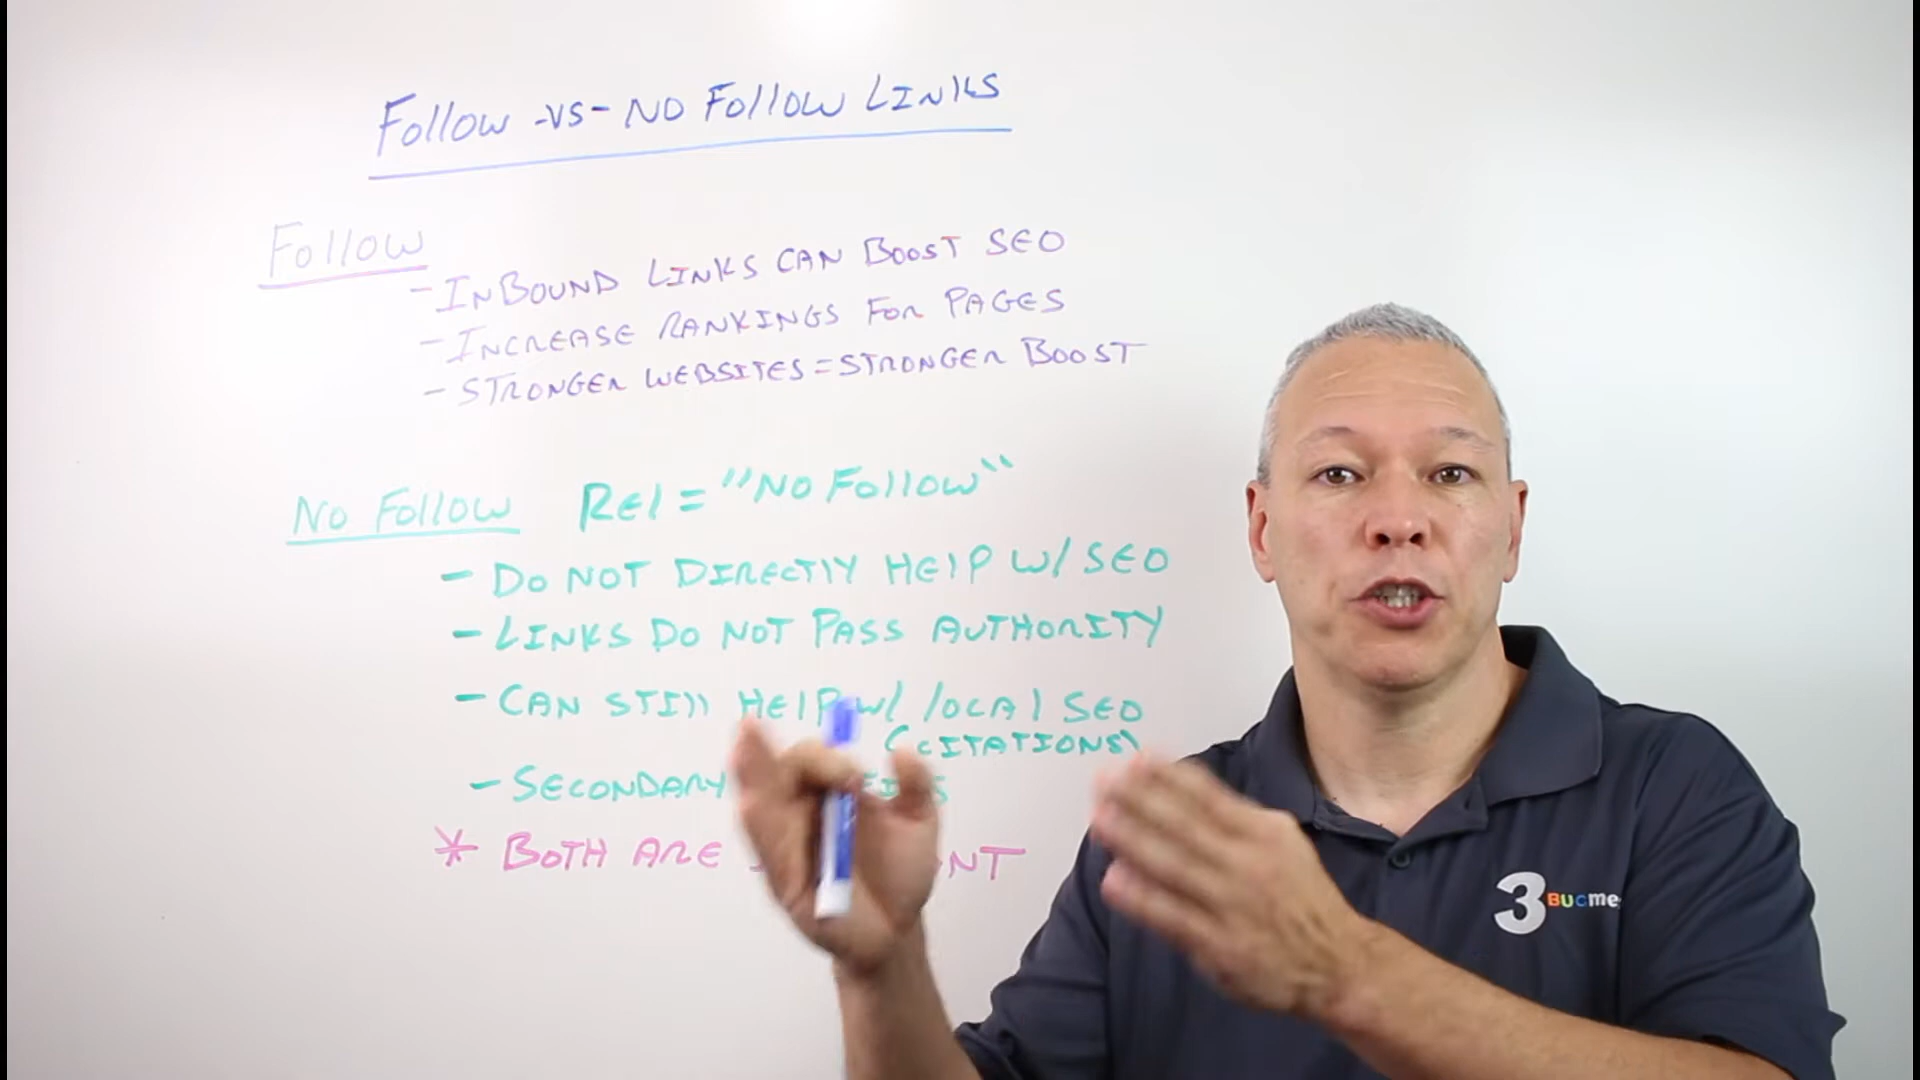 Follow -vs- No Follow Links
Follow
- Inbound Links Can Boost SEO
- Increase Rankings For Pages
- Stronger Websites = Stronger Boost
No Follow Rel = "No Follow"
- Do Not Directly Help w/ SEO
- Links Do Not Pass Authority
- Can Still Help w/ Local SEO
(Citations)
- Secondary
* Both Are
3 BUGme